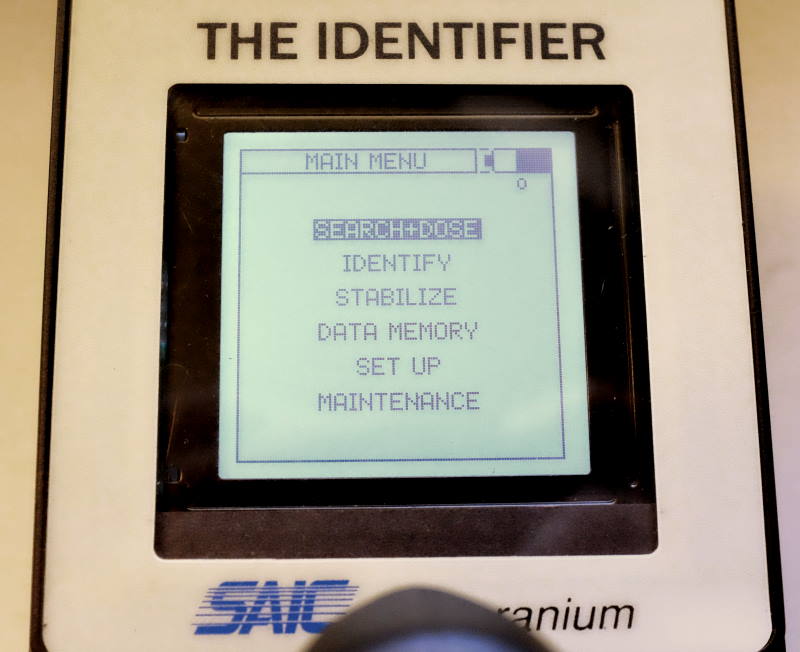 THE IDENTIFIER
MAIN MENU
0
SEARCH+DOSE
IDENTIFY
STABILIZE
DATA MEMORY
SET UP
MAINTENANCE
SAIC